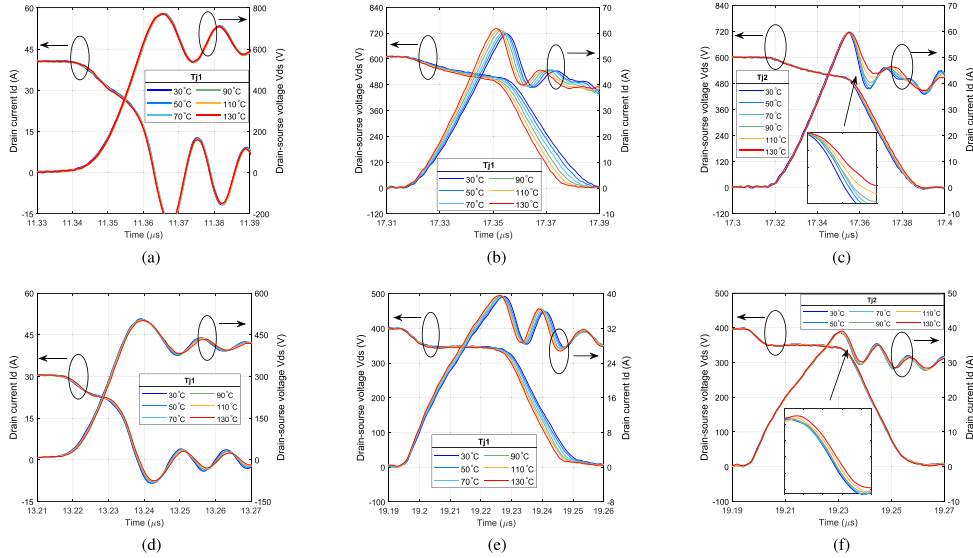 60
45
30
15
0
-15
Drain current Id (A)
800
600
400
200
0
-200
Drain-sourse voltage Vds (V)
Tj1
30°C 90°C
50°C 110°C
70°C 130°C
11.33 11.34 11.35 11.36 11.37 11.38 11.39
Time (μs)
(a)
840
720
600
480
360
240
120
0
-120
Drain-sourse voltage Vds (V)
70
60
50
40
30
20
10
0
-10
Drain current Id (A)
Tj1
30°C 90°C
50°C 110°C
70°C 130°C
17.31 17.33 17.35 17.37 17.39
Time (μs)
(b)
840
720
600
480
360
240
120
0
-120
Drain-sourse voltage Vds (V)
70
60
50
40
30
20
10
0
-10
Drain current Id (A)
Tj2
30°C
50°C
70°C
90°C
110°C
130°C
17.3 17.32 17.34 17.36 17.38 17.4
Time (μs)
(c)
60
45
30
15
0
-15
Drain current Id (A)
600
450
300
150
0
-150
Drain-sourse voltage Vds (V)
Tj1
30°C 90°C
50°C 110°C
70°C 130°C
13.21 13.22 13.23 13.24 13.25 13.26 13.27
Time (μs)
(d)
500
400
300
200
100
0
-100
Drain-sourse voltage Vds (V)
40
32
24
16
8
0
-8
Drain current Id (A)
Tj1
30°C 90°C
50°C 110°C
70°C 130°C
19.19 19.2 19.21 19.22 19.23 19.24 19.25 19.26
Time (μs)
(e)
500
400
300
200
100
0
-100
Drain-sourse voltage Vds (V)
50
40
30
20
10
0
-10
Drain current Id (A)
Tj2
30°C 70°C 110°C
50°C 90°C 130°C
19.19 19.21 19.23 19.25 19.27
Time (μs)
(f)